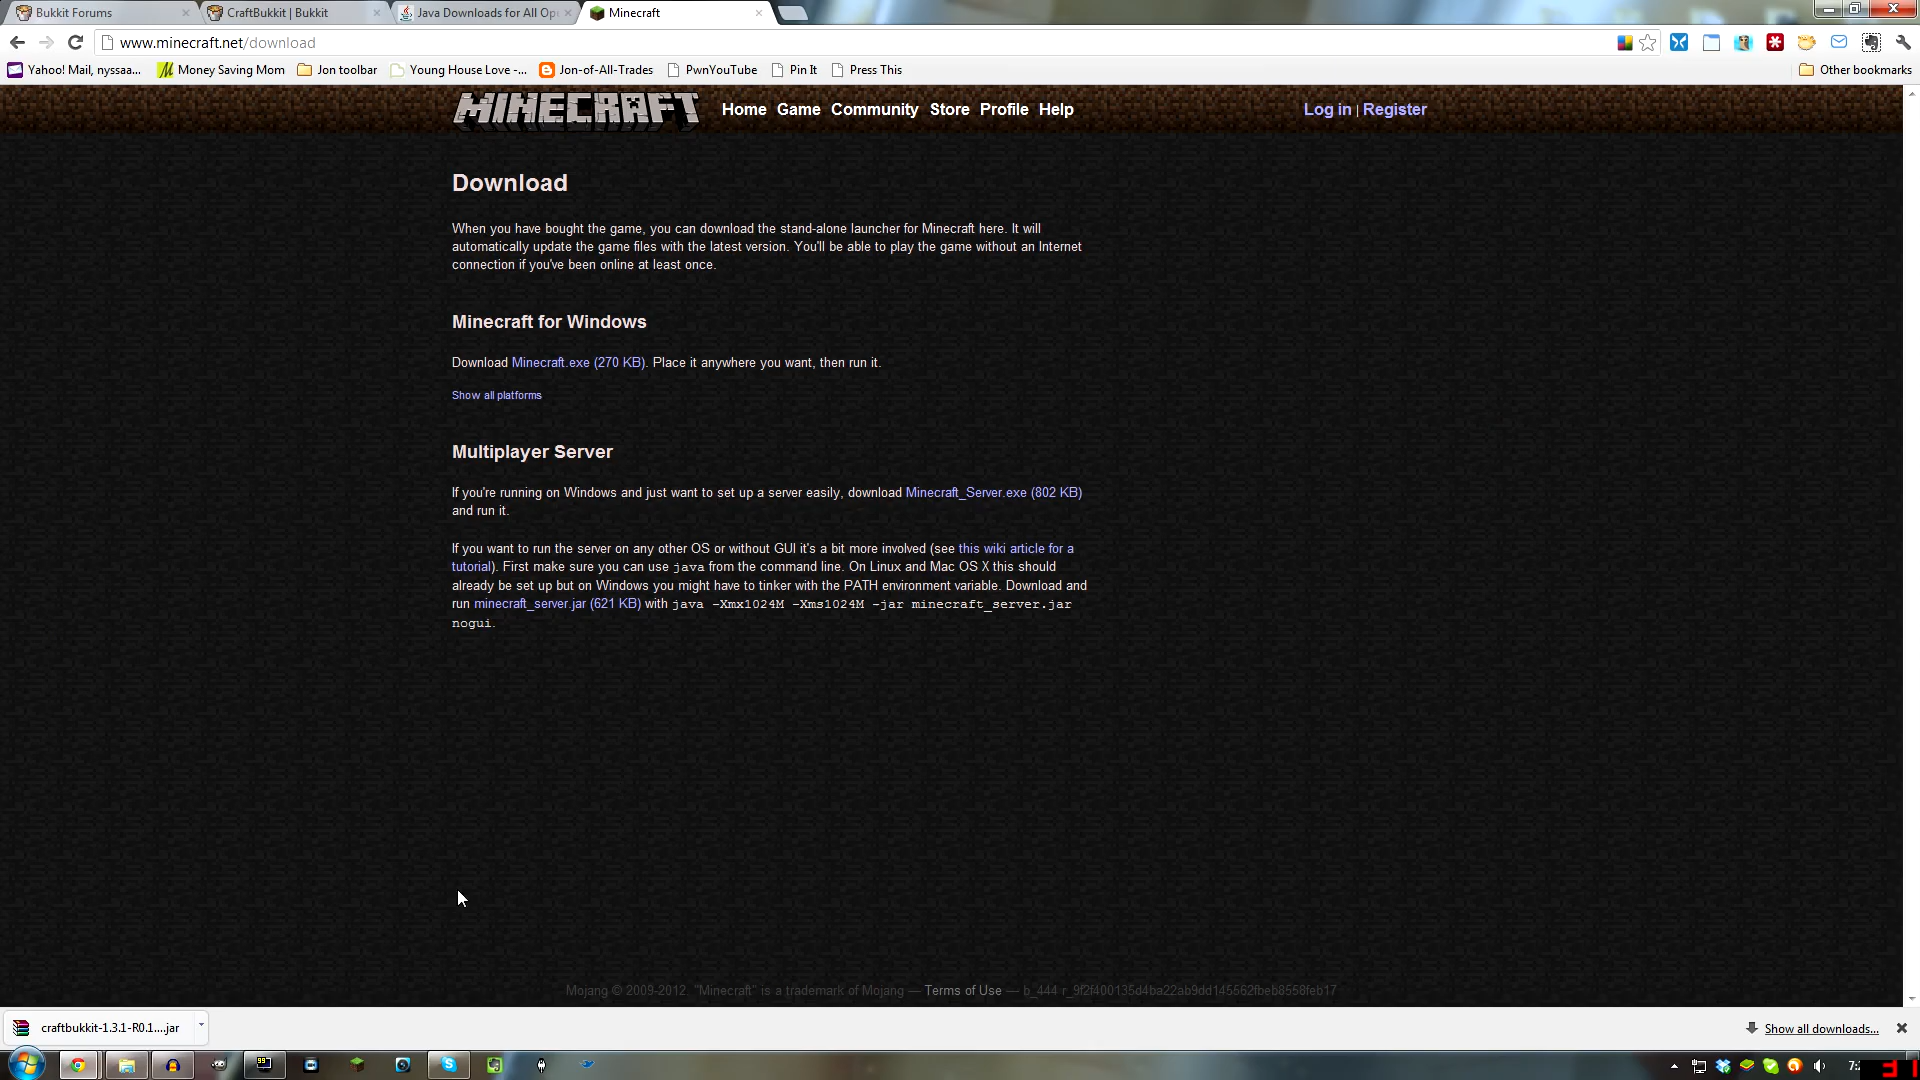 Bukkit Forums
CraftBukkit | Bukkit
Java Downloads for All Op
Minecraft
www.minecraft.net/download
Yahoo! Mail, nyssaa...
Money Saving Mom
Jon toolbar
Young House Love -...
Jon-of-All-Trades
PwnYouTube
Pin It
Press This
Other bookmarks
MINECRAFT
Home Game Community Store Profile Help
Log in | Register
Download
When you have bought the game, you can download the stand-alone launcher for Minecraft here. It will
automatically update the game files with the latest version. You'll be able to play the game without an Internet
connection if you've been online at least once.
Minecraft for Windows
Download Minecraft.exe (270 KB). Place it anywhere you want, then run it.
Show all platforms
Multiplayer Server
If you're running on Windows and just want to set up a server easily, download Minecraft_Server.exe (802 KB)
and run it.
If you want to run the server on any other OS or without GUI it's a bit more involved (see this wiki article for a
tutorial). First make sure you can use java from the command line. On Linux and Mac OS X this should
already be set up but on Windows you might have to tinker with the PATH environment variable. Download and
run minecraft_server.jar (621 KB) with java -Xmx1024M -Xms1024M -jar minecraft_server.jar
nogui.
Mojang © 2009-2012. "Minecraft" is a trademark of Mojang — Terms of Use — b_444 r_9f2f400135d4ba22ab9dd145562fbeb8558feb17
craftbukkit-1.3.1-R0.1....jar
Show all downloads...
99
31